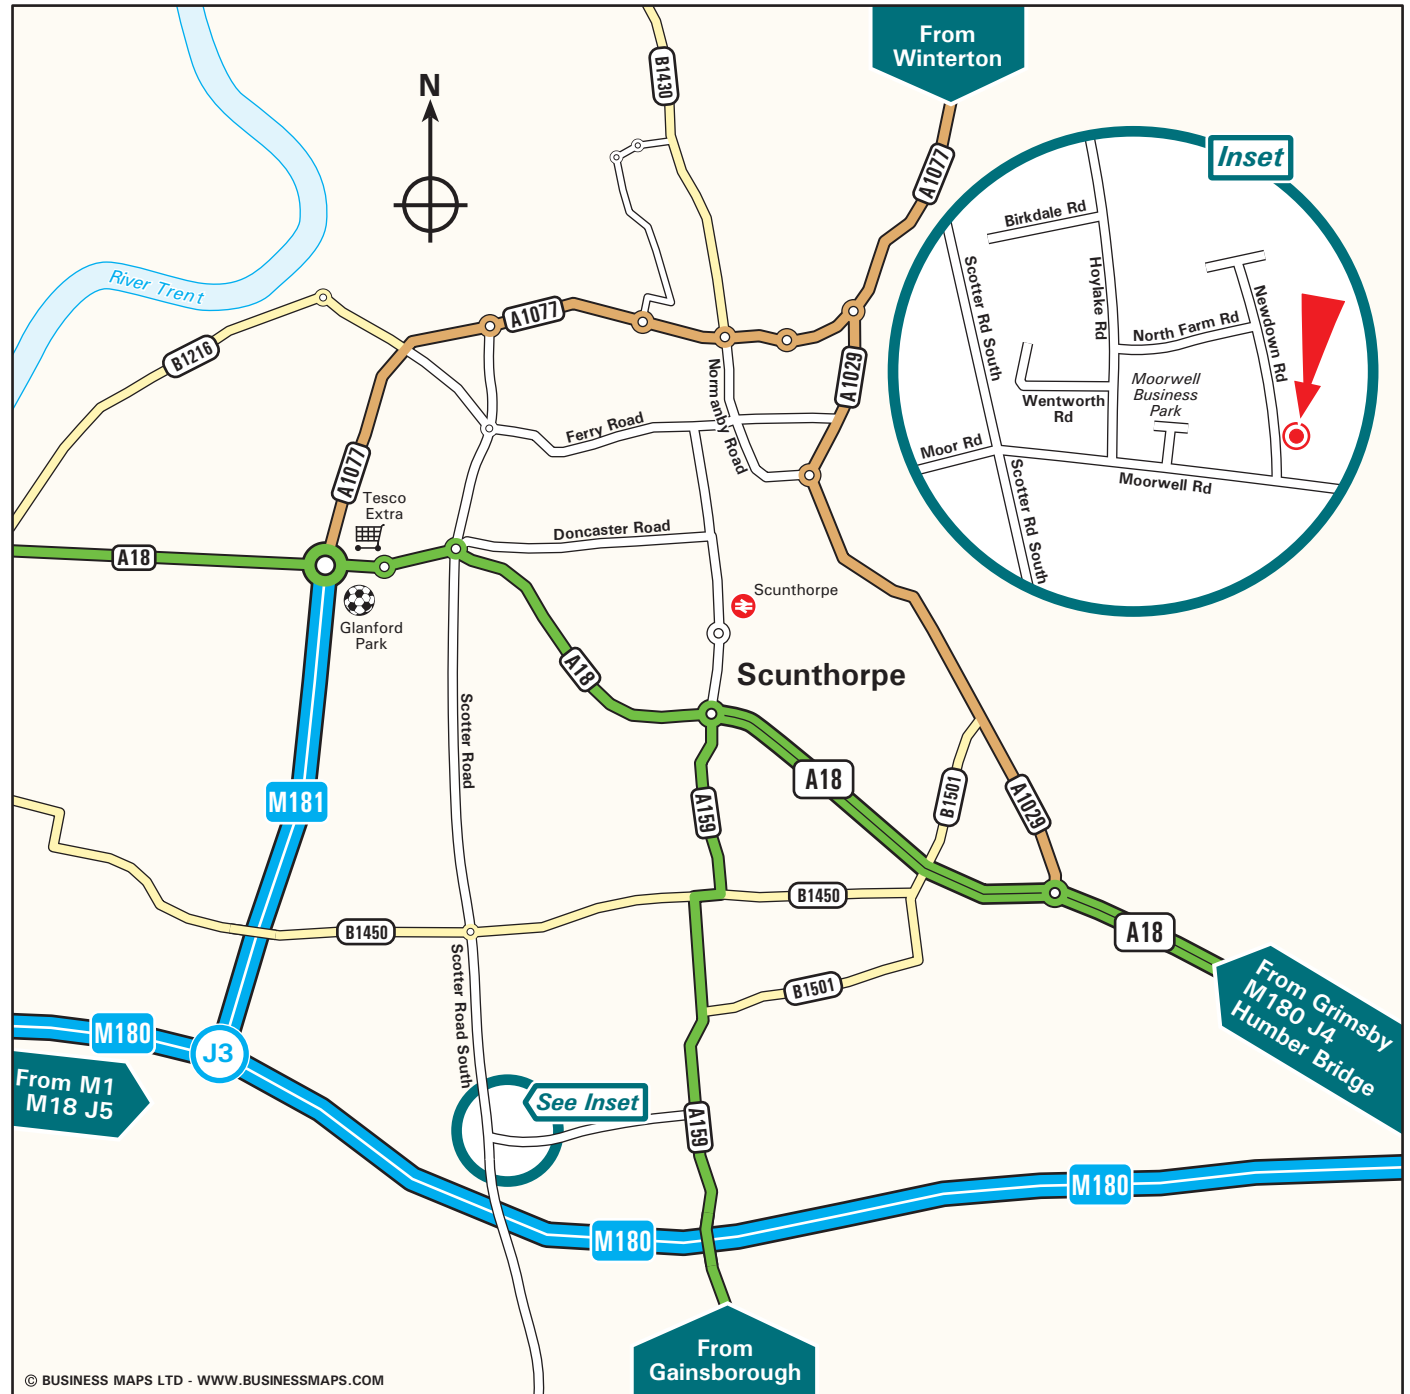 From
Winterton
N
B1430
A1077
Inset
Birkdale Rd
Scotter Rd South
Hoylake Rd
Newdown Rd
North Farm Rd
Moorwell
Business
Park
Wentworth
Rd
Moor Rd
Moorwell Rd
Scotter Rd South
River Trent
B1216
A1077
A1029
Normanby Road
Ferry Road
A1077
Tesco
Extra
A18
Doncaster Road
Scunthorpe
Glanford
Park
A18
Scunthorpe
Scotter Road
M181
A18
A159
B1501
A1029
B1450
B1450
A18
Scotter Road South
B1501
From Grimsby
M180 J4
Humber Bridge
M180
J3
From M1
M18 J5
See Inset
A159
M180
M180
From
Gainsborough
© BUSINESS MAPS LTD - WWW.BUSINESSMAPS.COM